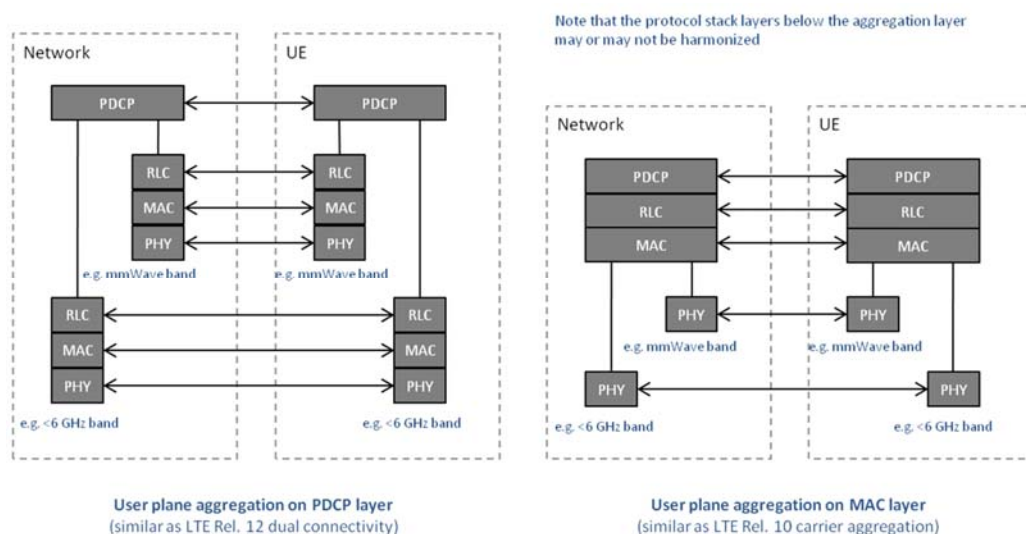 Network
UE
PDCP
PDCP
RLC
RLC
MAC
MAC
PHY
PHY
e.g. mmWave band
e.g. mmWave band
RLC
RLC
MAC
MAC
PHY
PHY
e.g. <6 GHz band
e.g. <6 GHz band
User plane aggregation on PDCP layer
(similar as LTE Rel. 12 dual connectivity)
Note that the protocol stack layers below the aggregation layer
may or may not be harmonized
Network
UE
PDCP
PDCP
RLC
RLC
MAC
MAC
PHY
PHY
e.g. mmWave band
e.g. mmWave band
PHY
PHY
e.g. <6 GHz band
e.g. <6 GHz band
User plane aggregation on MAC layer
(similar as LTE Rel. 10 carrier aggregation)